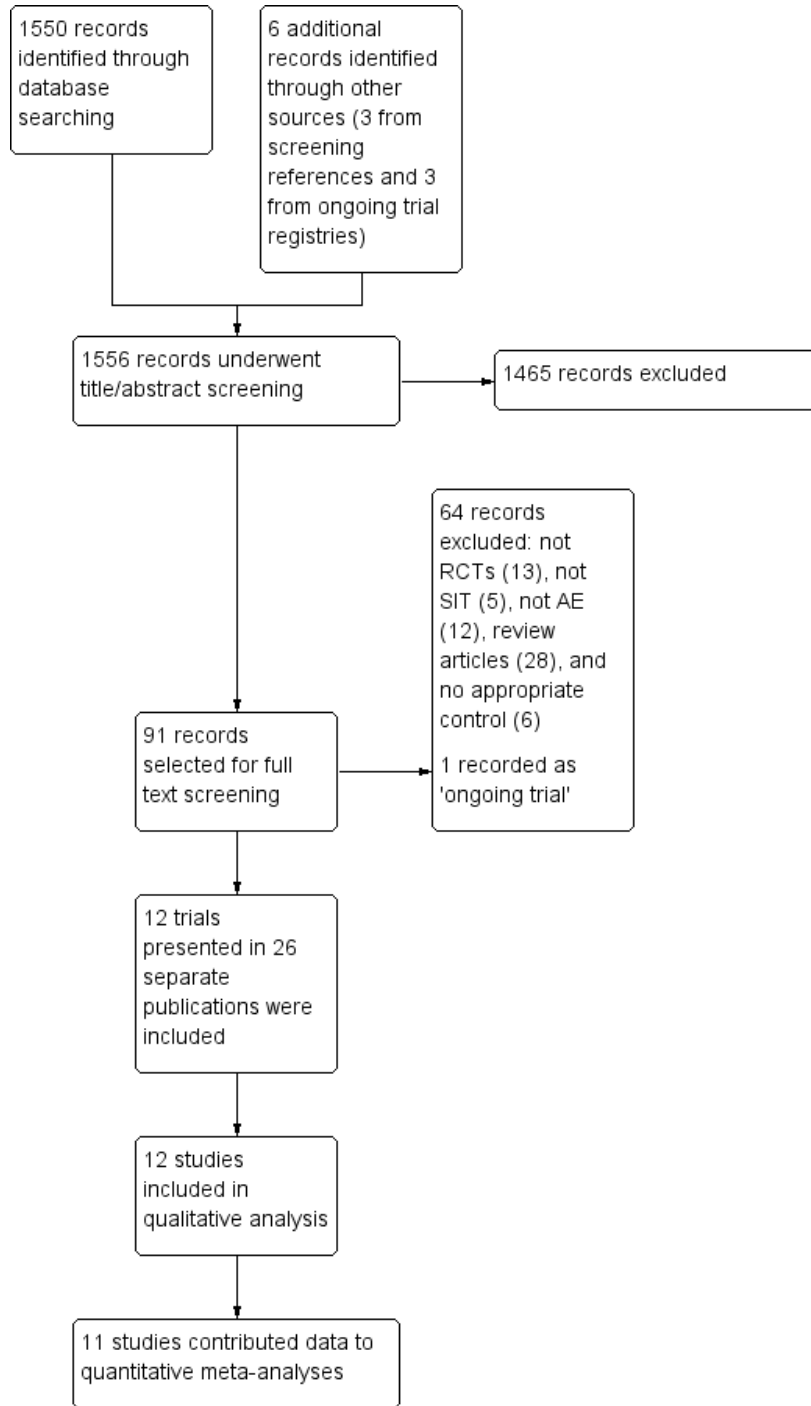 1550 records
identified through
database
searching
6 additional
records identified
through other
sources (3 from
screening
references and 3
from ongoing trial
registries)
1556 records underwent
title/abstract screening
1465 records excluded
64 records
excluded: not
RCTs (13), not
SIT (5), not AE
(12), review
articles (28), and
no appropriate
control (6)
1 recorded as
'ongoing trial'
91 records
selected for full
text screening
12 trials
presented in 26
separate
publications were
included
12 studies
included in
qualitative analysis
11 studies contributed data to
quantitative meta-analyses